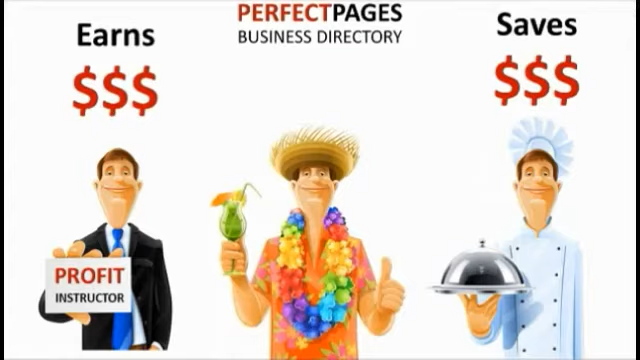 Earns
$$$
PERFECTPAGES
BUSINESS DIRECTORY
Saves
$$$
PROFIT
INSTRUCTOR